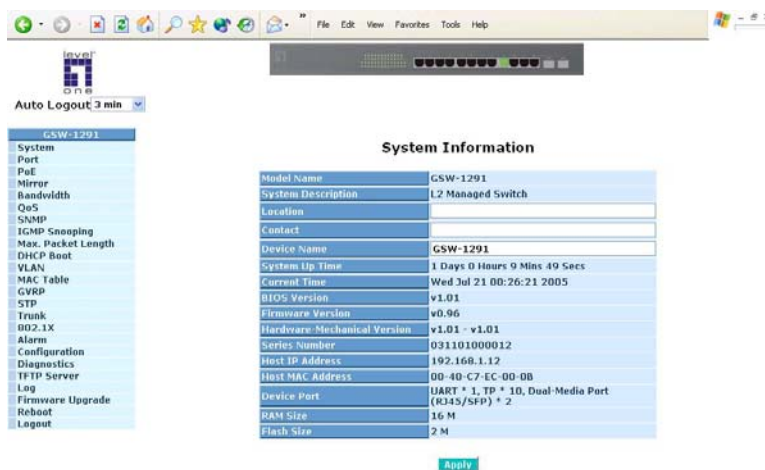 File Edit View Favorites Tools Help
level
one
Auto Logout 3 min
GSW-1291
System
Port
PoE
Mirror
Bandwidth
QoS
SNMP
IGMP Snooping
Max. Packet Length
DHCP Boot
VLAN
MAC Table
GVRP
STP
Trunk
802.1X
Alarm
Configuration
Diagnostics
TFTP Server
Log
Firmware Upgrade
Reboot
Logout
System Information
Model Name GSW-1291
System Description L2 Managed Switch
Location
Contact
Device Name GSW-1291
System Up Time 1 Days 0 Hours 9 Mins 49 Secs
Current Time Wed Jul 21 00:26:21 2005
BIOS Version v1.01
Firmware Version v0.96
Hardware-Mechanical Version v1.01 - v1.01
Series Number 031101000012
Host IP Address 192.168.1.12
Host MAC Address 00-40-C7-EC-00-0B
Device Port UART * 1, TP * 10, Dual-Media Port
(RJ45/SFP) * 2
RAM Size 16 M
Flash Size 2 M
Apply